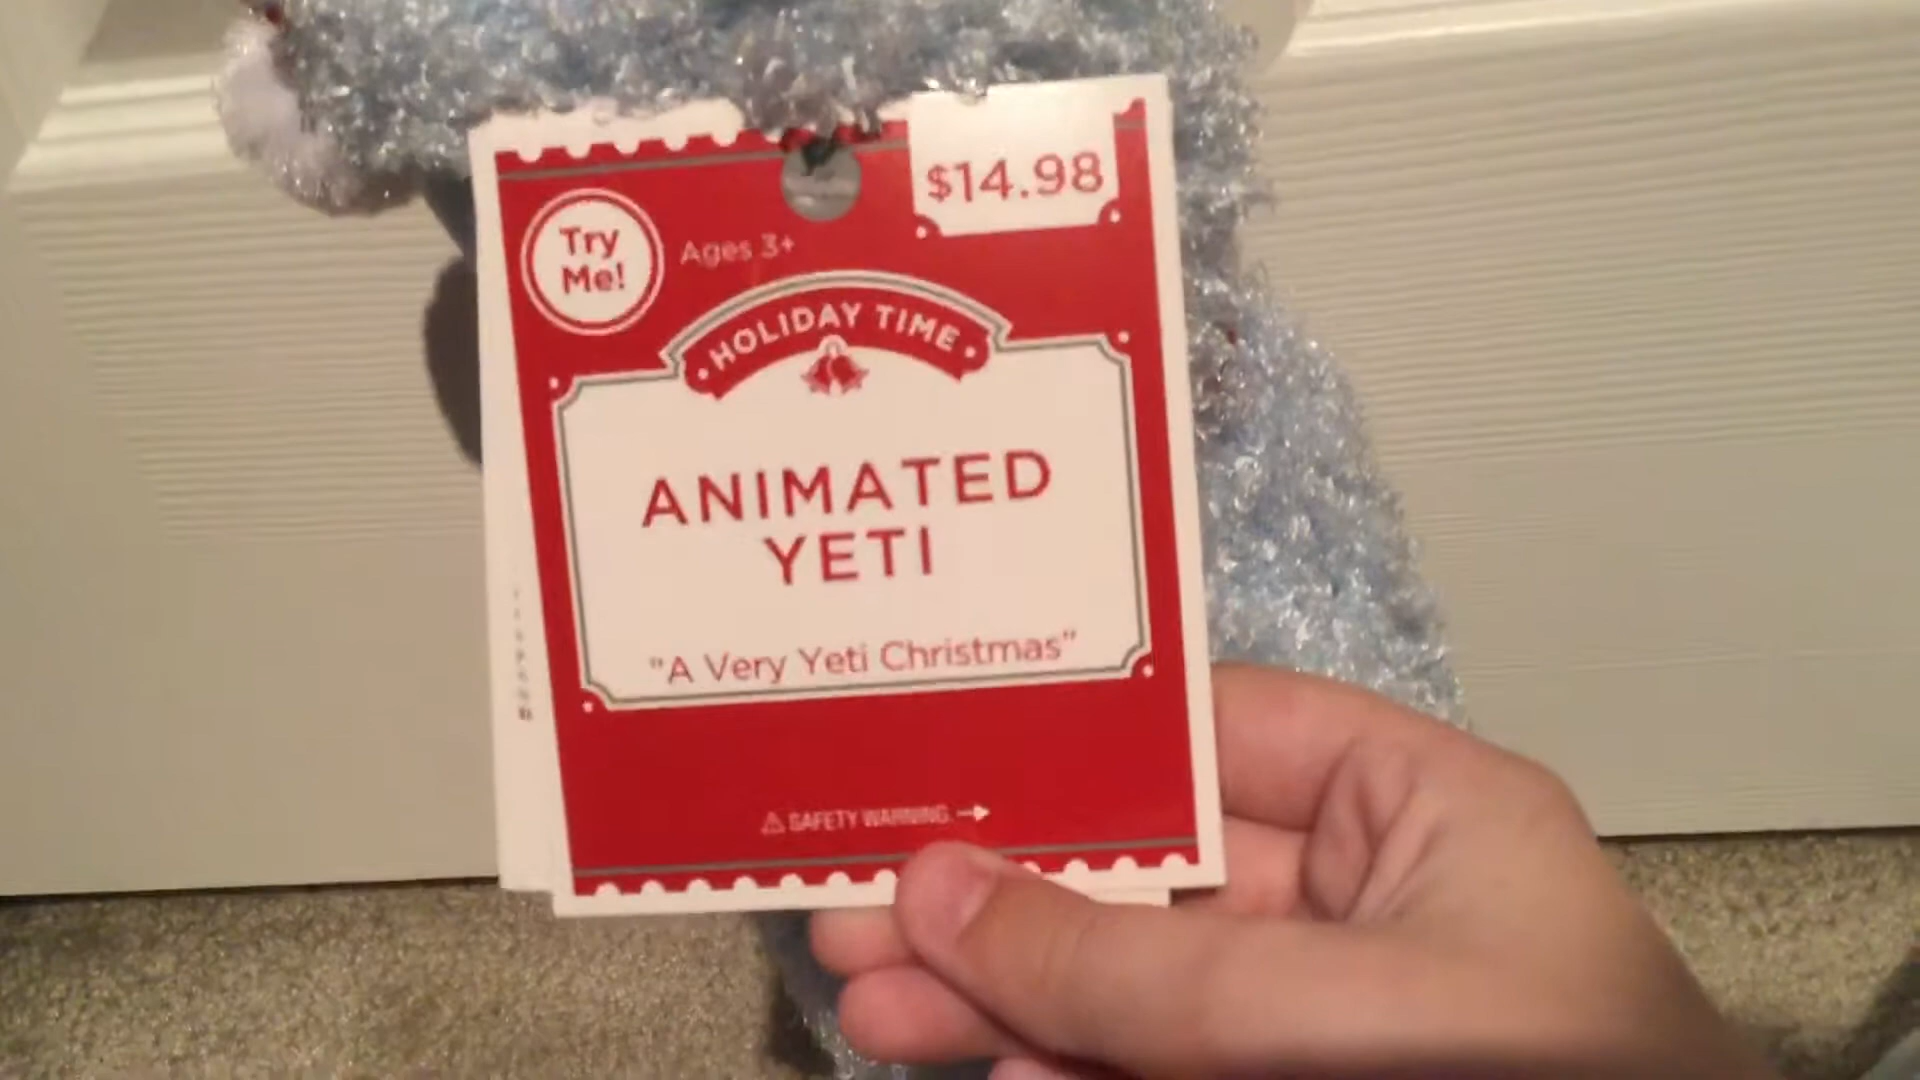 $14.98
Try
Me!
Ages 3+
HOLIDAY TIME
ANIMATED
YETI
"A Very Yeti Christmas"
⚠ SAFETY WARNING. →